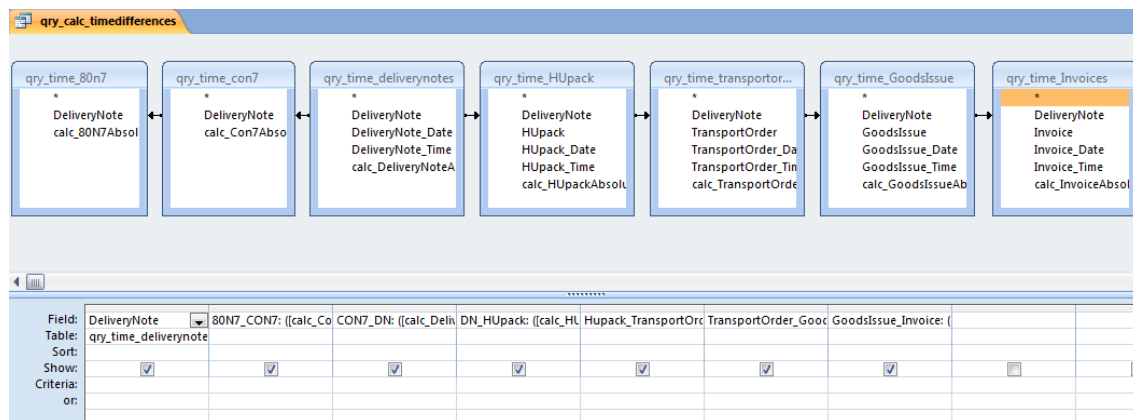 qry_calc_timedifferences
qry_time_80n7
*
DeliveryNote
calc_80N7Absol
qry_time_con7
*
DeliveryNote
calc_Con7Abso
qry_time_deliverynotes
*
DeliveryNote
DeliveryNote_Date
DeliveryNote_Time
calc_DeliveryNoteA
qry_time_HUpack
*
DeliveryNote
HUpack
HUpack_Date
HUpack_Time
calc_HUpackAbsolu
qry_time_transportor...
*
DeliveryNote
TransportOrder
TransportOrder_Da
TransportOrder_Tin
calc_TransportOrde
qry_time_GoodsIssue
*
DeliveryNote
GoodsIssue
GoodsIssue_Date
GoodsIssue_Time
calc_GoodsIssueAb
qry_time_Invoices
*
DeliveryNote
Invoice
Invoice_Date
Invoice_Time
calc_InvoiceAbsol
Field: DeliveryNote 80N7_CON7: ([calc_Co CON7_DN: ([calc_Deliv DN_HUpack: ([calc_HU Hupack_TransportOrc TransportOrder_Gooc GoodsIssue_Invoice: (
Table: qry_time_deliverynote
Sort:
Show:
Criteria:
or: